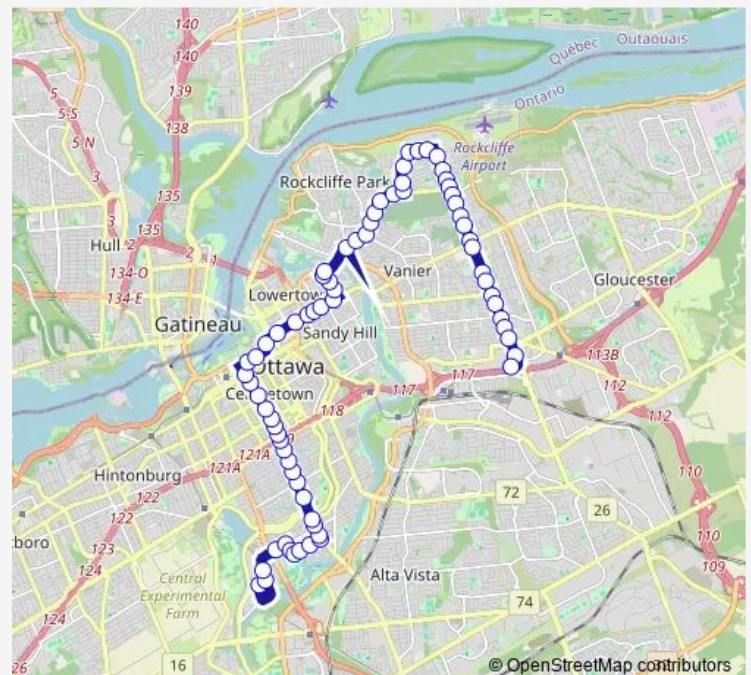 140
140
5
139
5-S
5-N
138
3
3
135
135
2
2
1
134-O
134-E
Hull
Québec
Outaouais
Ontario
Rockcliffe
Airport
Rockcliffe Park
Vanier
Gloucester
Lowertow
Gatineau
Sandy Hill
Ottawa
117
117
113B
112
112
118
121A
121A
Hintonburg
122
122
123
124
124
boro
72
26
110
110
109
Central
Experimental
Farm
Alta Vista
74
16
26
© OpenStreetMap contributors